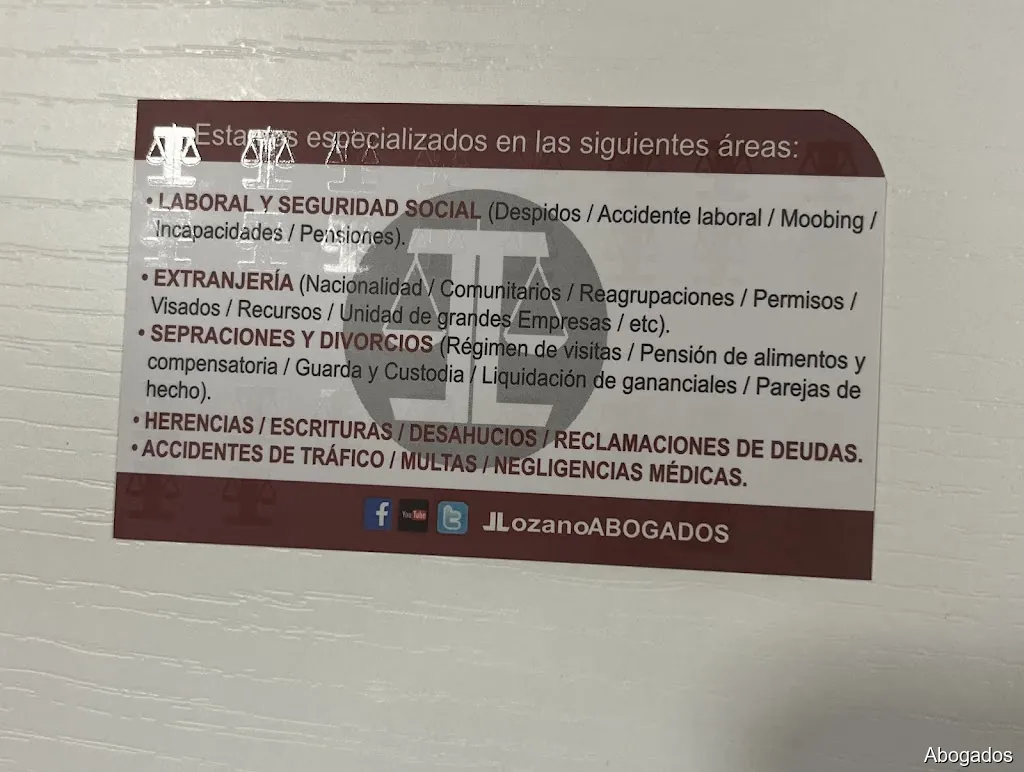 Estamos especializados en las siguientes áreas:
• LABORAL Y SEGURIDAD SOCIAL (Despidos / Accidente laboral / Moobing /
Incapacidades / Pensiones).
• EXTRANJERÍA (Nacionalidad / Comunitarios / Reagrupaciones / Permisos /
Visados / Recursos / Unidad de grandes Empresas / etc).
• SEPRACIONES Y DIVORCIOS (Régimen de visitas / Pensión de alimentos y
compensatoria / Guarda y Custodia / Liquidación de gananciales / Parejas de
hecho).
• HERENCIAS / ESCRITURAS / DESAHUCIOS / RECLAMACIONES DE DEUDAS.
• ACCIDENTES DE TRÁFICO / MULTAS / NEGLIGENCIAS MÉDICAS.
f You Tube t JLozanoABOGADOS
Abogados